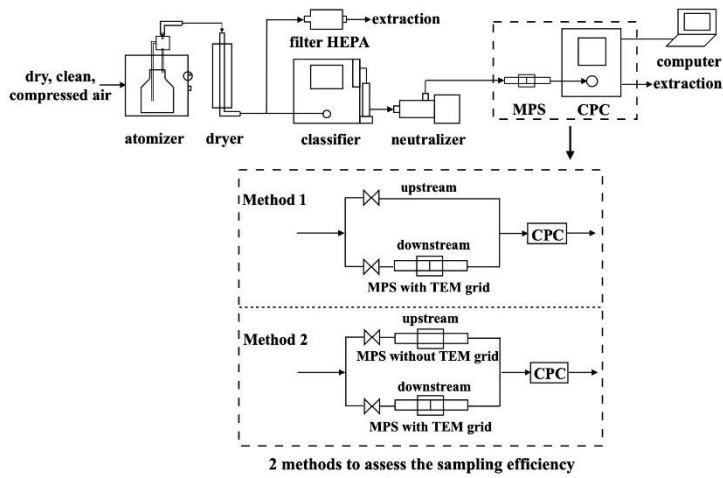 extraction
filter HEPA
dry, clean,
compressed air
atomizer
dryer
classifier
neutralizer
MPS
CPC
computer
extraction
Method 1
upstream
downstream
MPS with TEM grid
CPC
Method 2
upstream
MPS without TEM grid
downstream
MPS with TEM grid
CPC
2 methods to assess the sampling efficiency